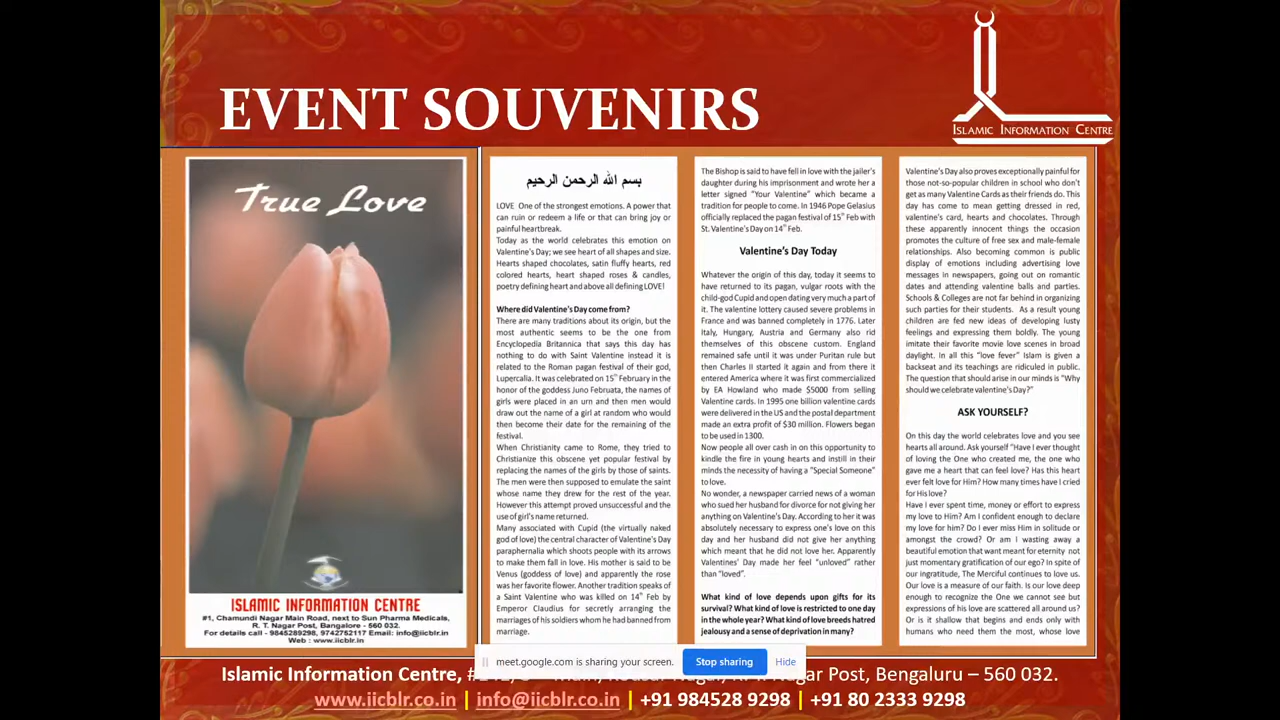 EVENT SOUVENIRS
ISLAMIC INFORMATION CENTRE
True Love
ISLAMIC INFORMATION CENTRE
#1, Chamundi Nagar Main Road, next to Sun Pharma Medicals,
R. T. Nagar Post, Bangalore - 560 032.
For details call - 9845289298, 9742752117 Email: info@iicblr.co.in
Web : www.iicblr.co.in
بسم الله الرحمن الرحيم
LOVE One of the strongest emotions. A power that
can ruin or redeem a life or that can bring joy or
painful heartbreak.
Today as the world celebrates this emotion on
Valentine's Day; we see heart of all shapes and size.
Hearts shaped chocolates, satin fluffy hearts, red
colored hearts, heart shaped roses & candles,
poetry defining heart and above all defining LOVE!
Where did Valentine's Day come from?
There are many traditions about its origin, but the
most authentic seems to be the one from
Encyclopedia Britannica that says this day has
nothing to do with Saint Valentine instead it is
related to the Roman pagan festival of their god,
Lupercalia. It was celebrated on 15th February in the
honor of the goddess Juno Februata, the names of
girls were placed in an urn and then men would
draw out the name of a girl at random who would
then become their date for the remaining of the
festival.
When Christianity came to Rome, they tried to
Christianize this obscene yet popular festival by
replacing the names of the girls by those of saints.
The men were then supposed to emulate the saint
whose name they drew for the rest of the year.
However this attempt proved unsuccessful and the
use of girl's name returned.
Many associated with Cupid (the virtually naked
god of love) the central character of Valentine's Day
paraphernalia which shoots people with its arrows
to make them fall in love. His mother is said to be
Venus (goddess of love) and apparently the rose
was her favorite flower. Another tradition speaks of
a Saint Valentine who was killed on 14th Feb by
Emperor Claudius for secretly arranging the
marriages of his soldiers whom he had banned from
marriage.
The Bishop is said to have fell in love with the jailer's
daughter during his imprisonment and wrote her a
letter signed "Your Valentine" which became a
tradition for people to come. In 1946 Pope Gelasius
officially replaced the pagan festival of 15th Feb with
St. Valentine's Day on 14th Feb.
Valentine's Day Today
Whatever the origin of this day, today it seems to
have returned to its pagan, vulgar roots with the
child-god Cupid and open dating very much a part of
it. The valentine lottery caused severe problems in
France and was banned completely in 1776. Later
Italy, Hungary, Austria and Germany also rid
themselves of this obscene custom. England
remained safe until it was under Puritan rule but
then Charles II started it again and from there it
entered America where it was first commercialized
by EA Howland who made $5000 from selling
Valentine cards. In 1995 one billion valentine cards
were delivered in the US and the postal department
made an extra profit of $30 million. Flowers began
to be used in 1300.
Now people all over cash in on this opportunity to
kindle the fire in young hearts and instill in their
minds the necessity of having a "Special Someone"
to love.
No wonder, a newspaper carried news of a woman
who sued her husband for divorce for not giving her
anything on Valentine's Day. According to her it was
absolutely necessary to express one's love on this
day and her husband did not give her anything
which meant that he did not love her. Apparently
Valentines' Day made her feel "unloved" rather
than "loved".
What kind of love depends upon gifts for its
survival? What kind of love is restricted to one day
in the whole year? What kind of love breeds hatred
jealousy and a sense of deprivation in many?
Valentine's Day also proves exceptionally painful for
those not-so-popular children in school who don't
get as many Valentine Cards as their friends do. This
day has come to mean getting dressed in red,
valentine's card, hearts and chocolates. Through
these apparently innocent things the occasion
promotes the culture of free sex and male-female
relationships. Also becoming common is public
display of emotions including advertising love
messages in newspapers, going out on romantic
dates and attending valentine balls and parties.
Schools & Colleges are not far behind in organizing
such parties for their students. As a result young
children are fed new ideas of developing lusty
feelings and expressing them boldly. The young
imitate their favorite movie love scenes in broad
daylight. In all this "love fever" Islam is given a
backseat and its teachings are ridiculed in public.
The question that should arise in our minds is "Why
should we celebrate valentine's Day?"
ASK YOURSELF?
On this day the world celebrates love and you see
hearts all around. Ask yourself "Have I ever thought
of loving the One who created me, the one who
gave me a heart that can feel love? Has this heart
ever felt love for Him? How many times have I cried
for His love?
Have I ever spent time, money or effort to express
my love to Him? Am I confident enough to declare
my love for him? Do I ever miss Him in solitude or
amongst the crowd? Or am I wasting away a
beautiful emotion that want meant for eternity not
just momentary gratification of our ego? In spite of
our ingratitude, The Merciful continues to love us.
Our love is a measure of our faith. Is our love deep
enough to recognize the One we cannot see but
expressions of his love are scattered all around us?
Or is it shallow that begins and ends only with
humans who need them the most, whose love
meet.google.com is sharing your screen.
Stop sharing
Hide
Islamic Information Centre, Nagar Post, Bengaluru – 560 032.
www.iicblr.co.in | info@iicblr.co.in | +91 984528 9298 | +91 80 2333 9298